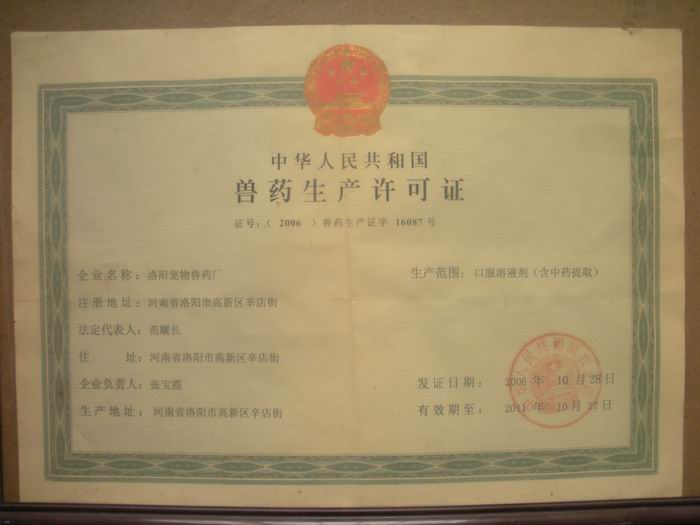 中华人民共和国
兽药生产许可证
证号:( 2006 )兽药生产证字 16087 号
企业名称: 洛阳宠物兽药厂
生产范围: 口服溶液剂(含中药提取)
注册地址: 河南省洛阳市高新区辛店街
法定代表人: 范耀长
住 址: 河南省洛阳市高新区辛店街
企业负责人: 张宝霞
生产地址: 河南省洛阳市高新区辛店街
发证日期: 2006 年 10 月 28 日
有效期至: 2011 年 10 月 27 日